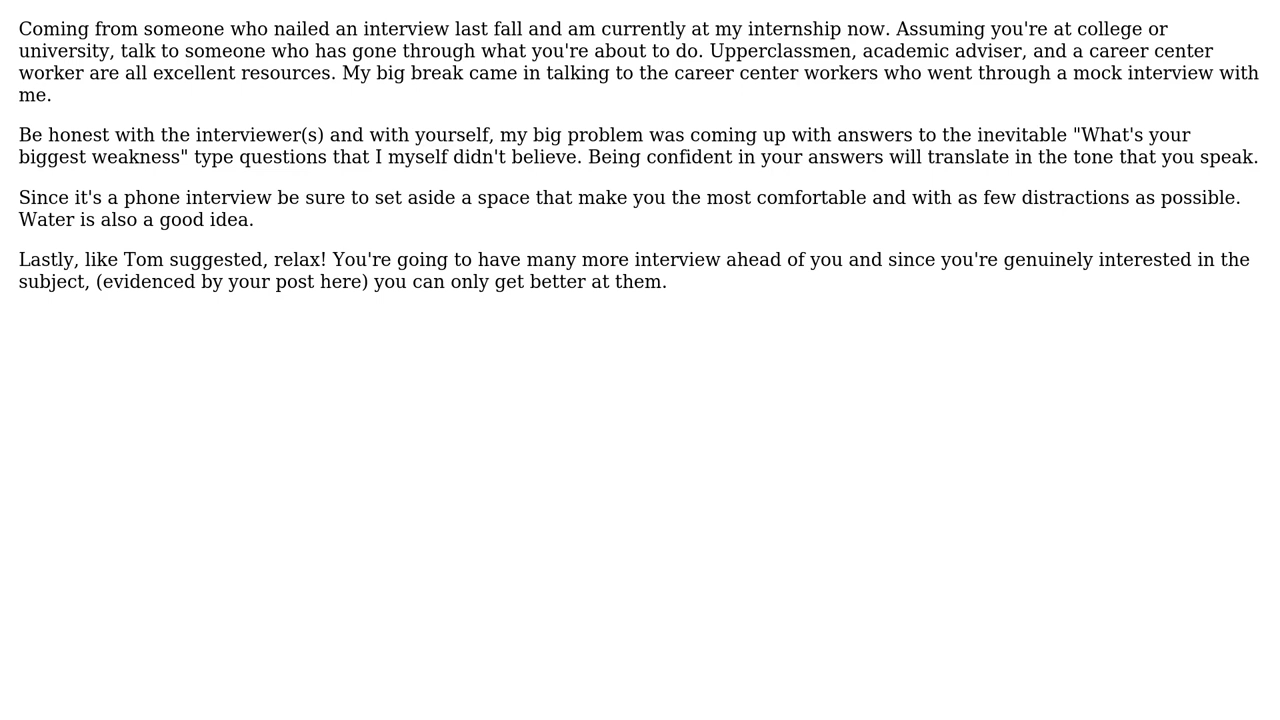 Coming from someone who nailed an interview last fall and am currently at my internship now. Assuming you're at college or
university, talk to someone who has gone through what you're about to do. Upperclassmen, academic adviser, and a career center
worker are all excellent resources. My big break came in talking to the career center workers who went through a mock interview with
me.
Be honest with the interviewer(s) and with yourself, my big problem was coming up with answers to the inevitable "What's your
biggest weakness" type questions that I myself didn't believe. Being confident in your answers will translate in the tone that you speak.
Since it's a phone interview be sure to set aside a space that make you the most comfortable and with as few distractions as possible.
Water is also a good idea.
Lastly, like Tom suggested, relax! You're going to have many more interview ahead of you and since you're genuinely interested in the
subject, (evidenced by your post here) you can only get better at them.